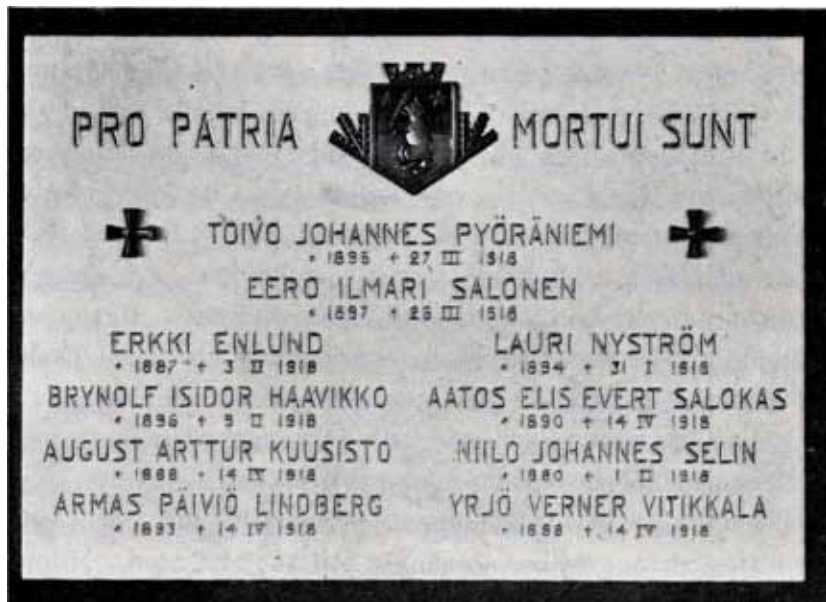 PRO PATRIA MORTUI SUNT
TOIVO JOHANNES PYÖRÄNIEMI
* 1895 + 27 III 1918
EERO ILMARI SALONEN
* 1897 + 26 III 1918
ERKKI ENLUND LAURI NYSTRÖM
* 1887 + 3 II 1918 * 1894 + 31 I 1918
BRYNOLF ISIDOR HAAVIKKO AATOS ELIS EVERT SALOKAS
* 1896 + 9 II 1918 * 1890 + 14 IV 1918
AUGUST ARTTUR KUUSISTO NIILO JOHANNES SELIN
* 1888 + 14 IV 1918 * 1880 + 1 II 1918
ARMAS PÄIVIÖ LINDBERG YRJÖ VERNER VITIKKALA
* 1893 + 14 IV 1918 + 14 IV 1918